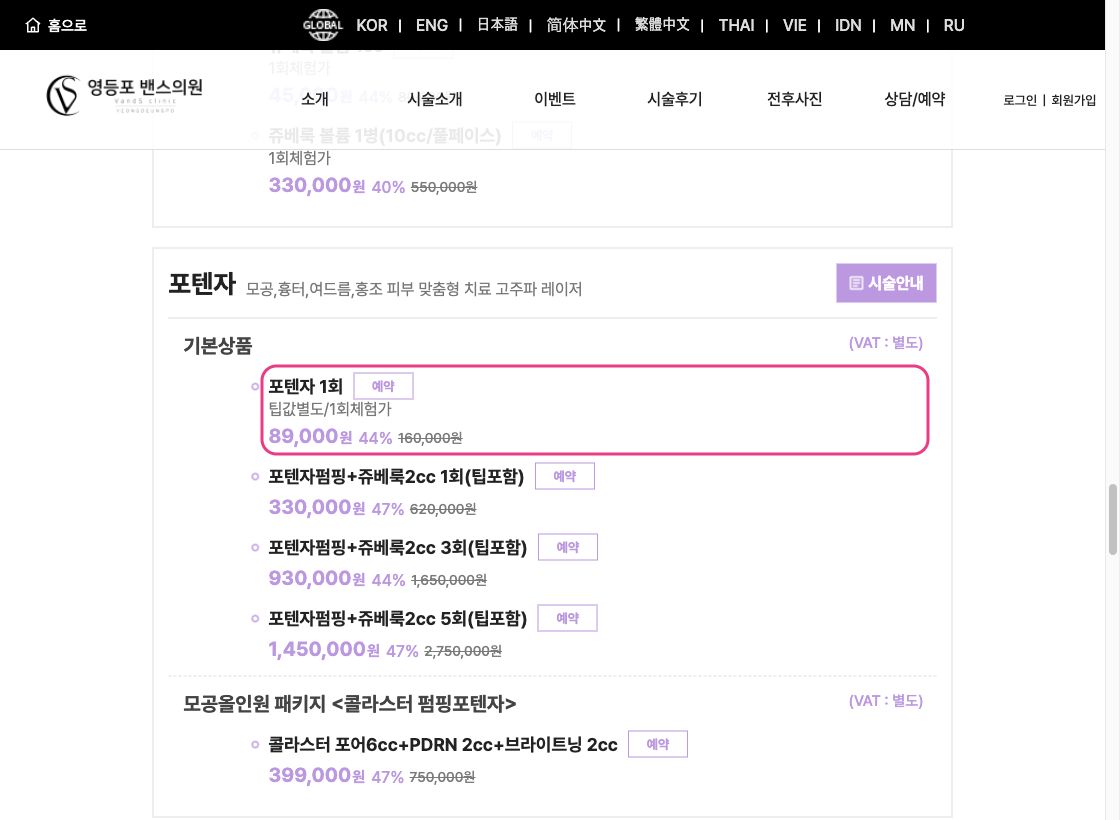 홈으로
GLOBAL KOR | ENG | 日本語 | 简体中文 | 繁體中文 | THAI | VIE | IDN | MN | RU
영등포 밴스의원
VandS clinic
YEONGDEUNGPO
소개 시술소개 이벤트 시술후기 전후사진 상담/예약 로그인 | 회원가입
1회체험가
45,000원 44%
쥬베룩 볼륨 1병(10cc/풀페이스) 예약
1회체험가
330,000원 40% 550,000원
포텐자 모공,흉터,여드름,홍조 피부 맞춤형 치료 고주파 레이저 시술안내
기본상품 (VAT : 별도)
포텐자 1회 예약
팁값별도/1회체험가
89,000원 44% 160,000원
포텐자펌핑+쥬베룩2cc 1회(팁포함) 예약
330,000원 47% 620,000원
포텐자펌핑+쥬베룩2cc 3회(팁포함) 예약
930,000원 44% 1,650,000원
포텐자펌핑+쥬베룩2cc 5회(팁포함) 예약
1,450,000원 47% 2,750,000원
모공올인원 패키지 <콜라스터 펌핑포텐자> (VAT : 별도)
콜라스터 포어6cc+PDRN 2cc+브라이트닝 2cc 예약
399,000원 47% 750,000원